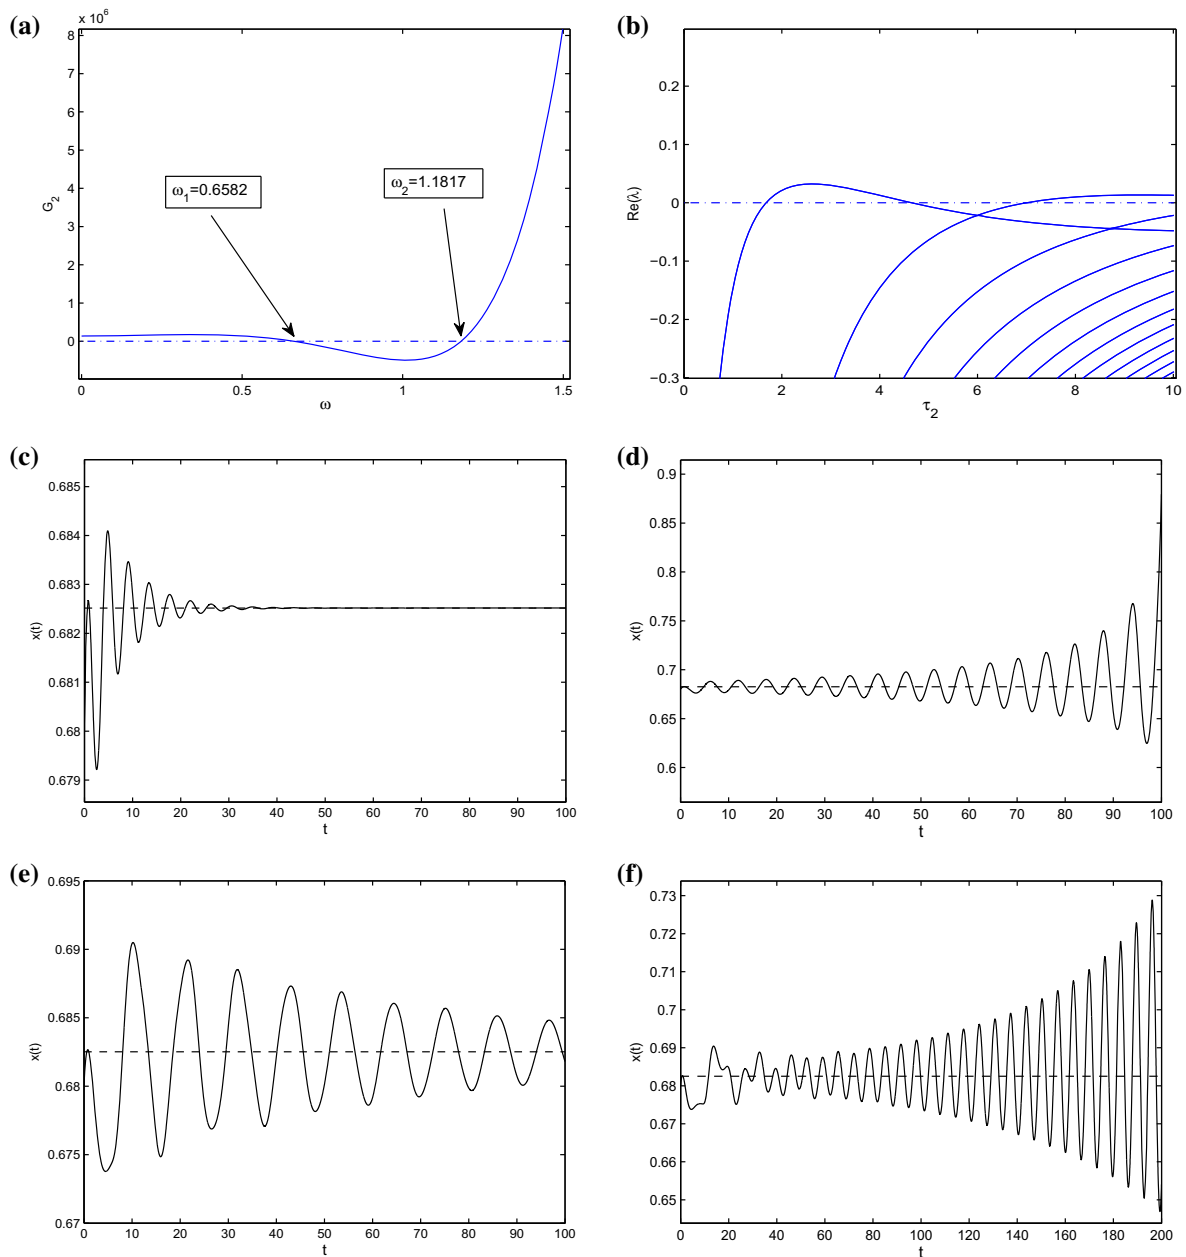 (a)
x 10^6
8
7
6
5
4
3
2
1
0
G_2
ω_1=0.6582
ω_2=1.1817
0 0.5 1 1.5
ω
(b)
0.2
0.1
0
−0.1
−0.2
−0.3
Re(λ)
0 2 4 6 8 10
τ_2
(c)
0.685
0.684
0.683
0.682
0.681
0.68
0.679
x(t)
0 10 20 30 40 50 60 70 80 90 100
t
(d)
0.9
0.85
0.8
0.75
0.7
0.65
0.6
x(t)
0 10 20 30 40 50 60 70 80 90 100
t
(e)
0.695
0.69
0.685
0.68
0.675
0.67
x(t)
0 10 20 30 40 50 60 70 80 90 100
t
(f)
0.73
0.72
0.71
0.7
0.69
0.68
0.67
0.66
0.65
x(t)
0 20 40 60 80 100 120 140 160 180 200
t